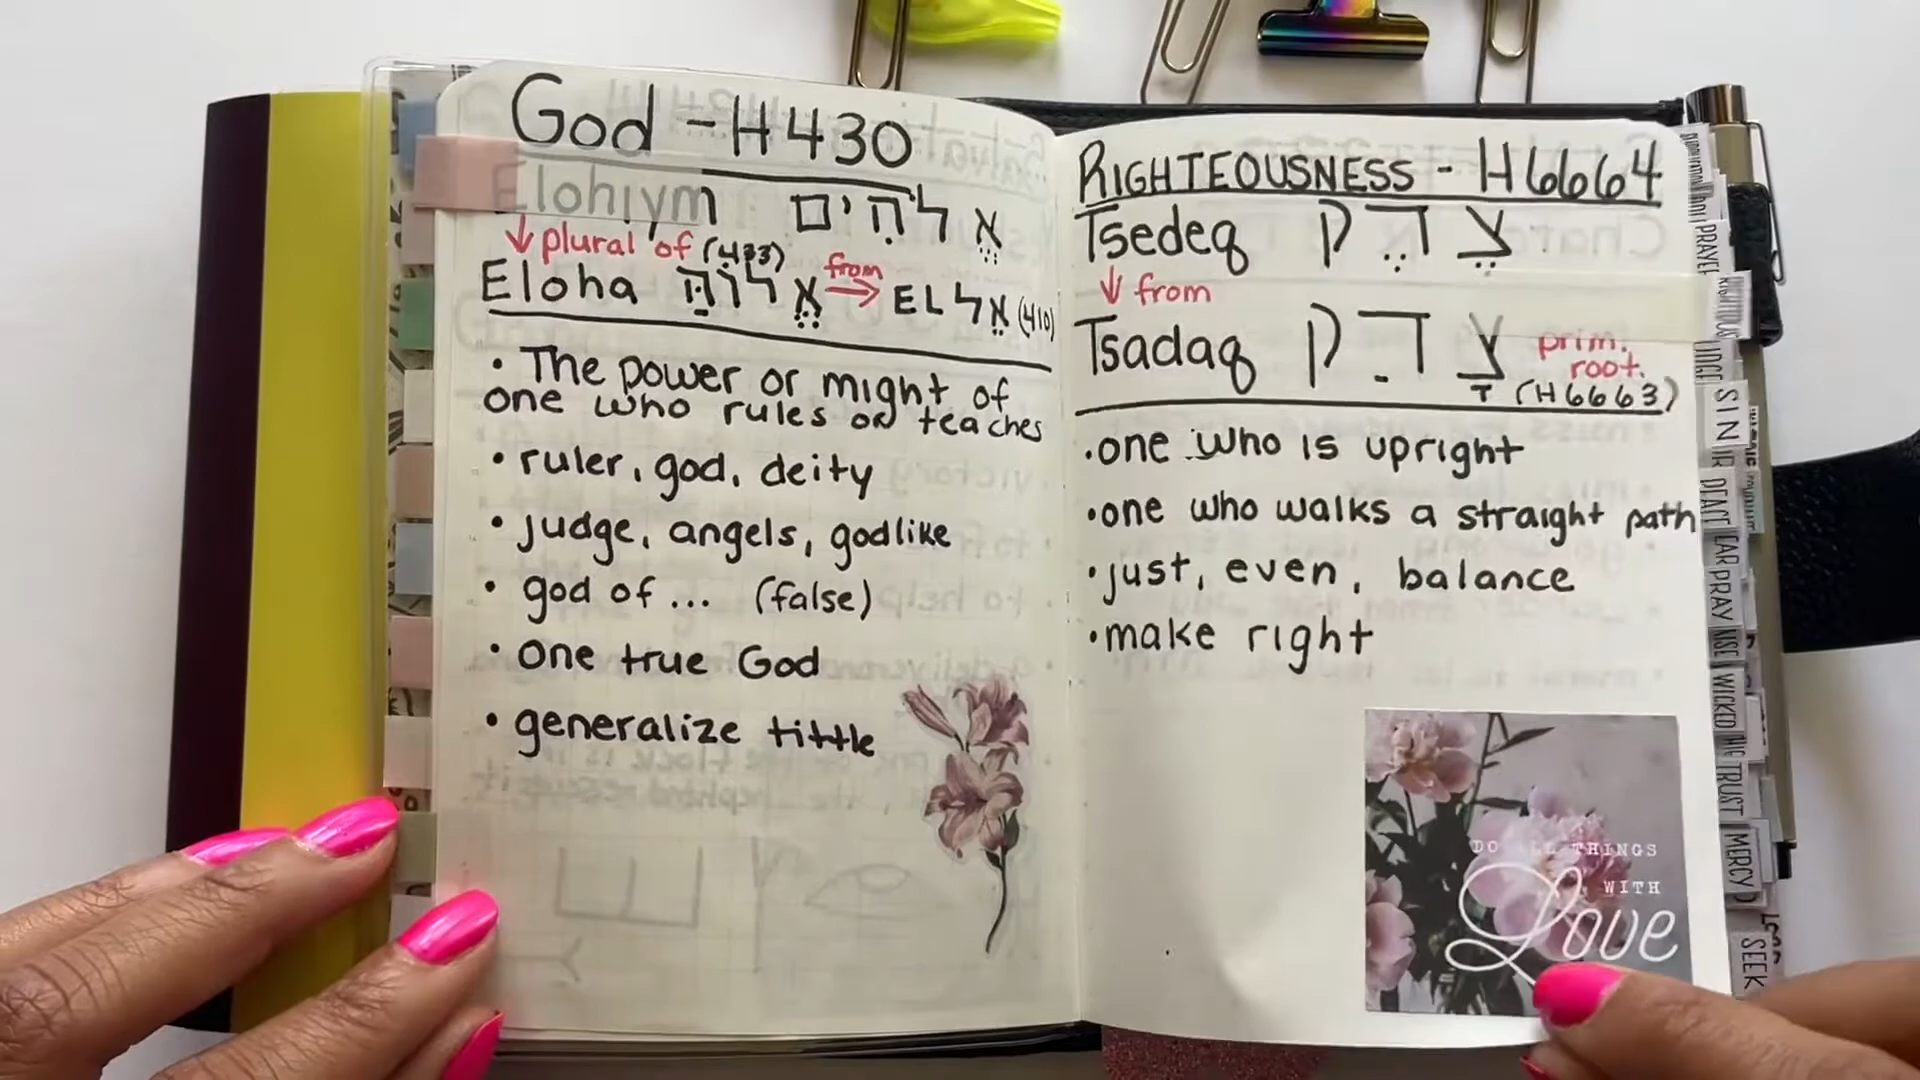 God - H430
Elohiym אֱלֹהִים
↓ plural of (433)
Eloha אֱלוֹהַּ from → EL אֵל (410)
• The power or might of
one who rules or teaches
• ruler, god, deity
• judge, angels, godlike
• god of ... (false)
• One true God
• generalize tittle
RIGHTEOUSNESS - H6664
Tsedeq צֶדֶק
↓ from
Tsadaq צָדַק prim.
root.
(H6663)
• one who is upright
• one who walks a straight path
• just, even, balance
• make right
DO ALL THINGS
WITH
Love
PRAYER
SIN
PEACE
PRAY
WICKED
TRUST
MERCY
SEEK